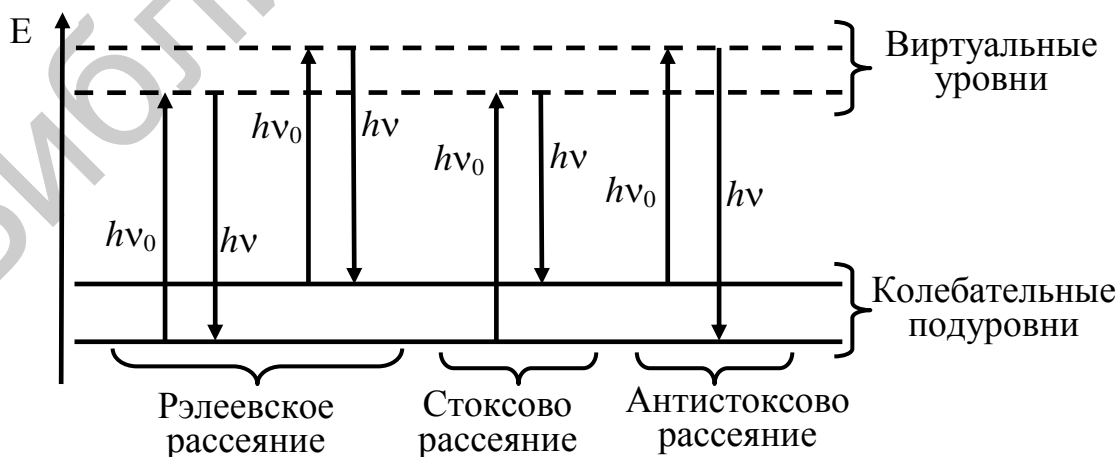 E
Виртуальные
уровни
hν₀
hν
hν₀
hν
hν₀
hν
hν₀
hν
Колебательные
подуровни
Рэлеевское
рассеяние
Стоксово
рассеяние
Антистоксово
рассеяние